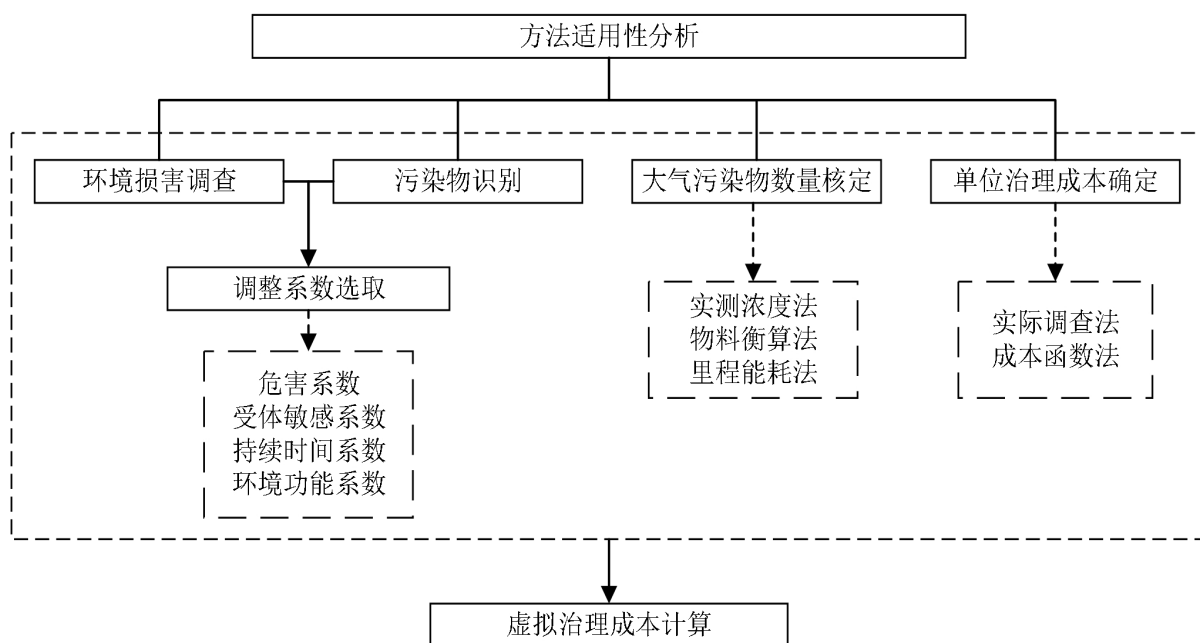 方法适用性分析
环境损害调查
污染物识别
大气污染物数量核定
单位治理成本确定
调整系数选取
实测浓度法
物料衡算法
里程能耗法
实际调查法
成本函数法
危害系数
受体敏感系数
持续时间系数
环境功能系数
虚拟治理成本计算